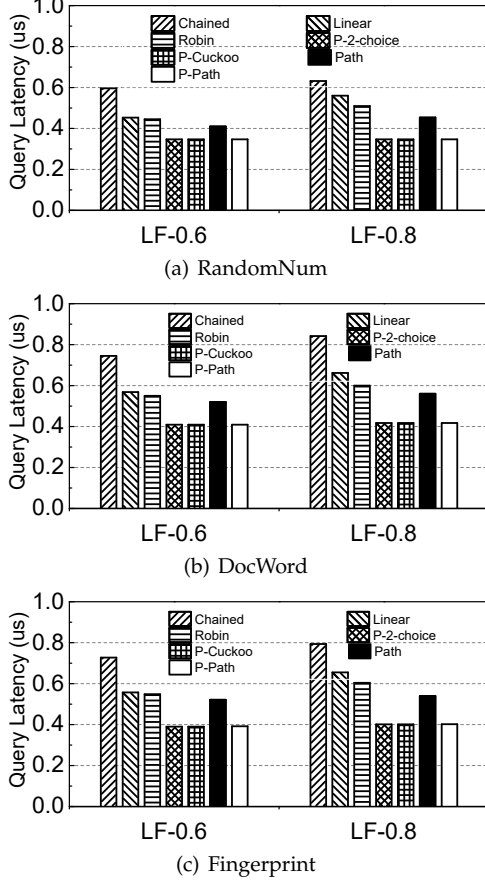 Query Latency (us)
1.0
0.8
0.6
0.4
0.2
0.0
Chained
Linear
Robin
P-2-choice
P-Cuckoo
Path
P-Path
LF-0.6
LF-0.8
(a) RandomNum
Query Latency (us)
1.0
0.8
0.6
0.4
0.2
0.0
Chained
Linear
Robin
P-2-choice
P-Cuckoo
Path
P-Path
LF-0.6
LF-0.8
(b) DocWord
Query Latency (us)
1.0
0.8
0.6
0.4
0.2
0.0
Chained
Linear
Robin
P-2-choice
P-Cuckoo
Path
P-Path
LF-0.6
LF-0.8
(c) Fingerprint